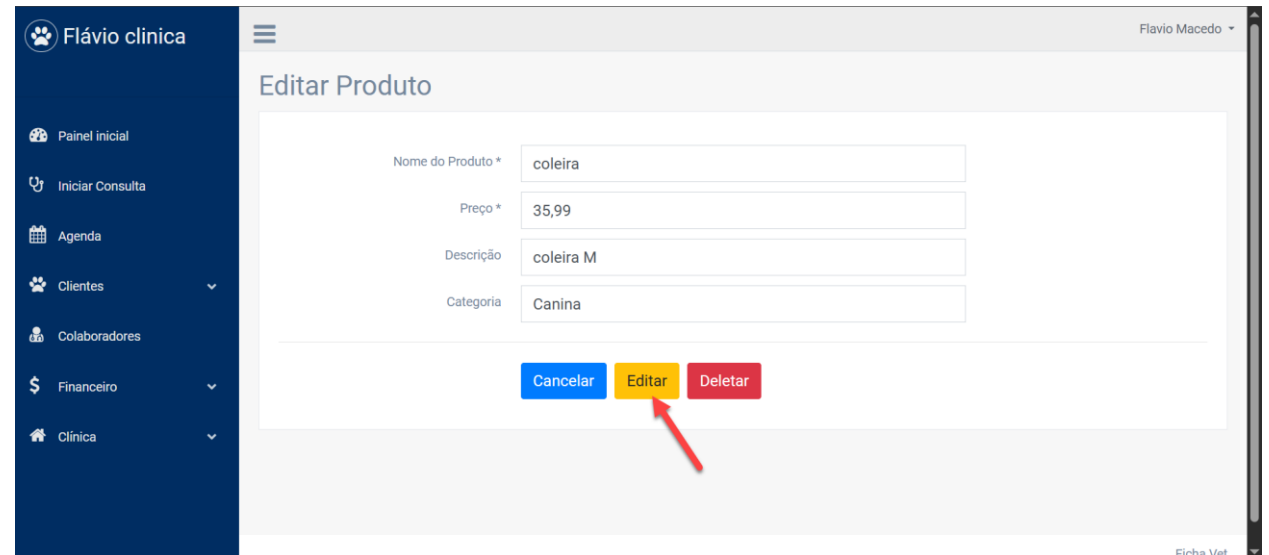 Flávio clinica
Flavio Macedo
Editar Produto
Painel inicial
Iniciar Consulta
Agenda
Clientes
Colaboradores
Financeiro
Clínica
Nome do Produto * coleira
Preço * 35,99
Descrição coleira M
Categoria Canina
Cancelar Editar Deletar
Ficha Vet